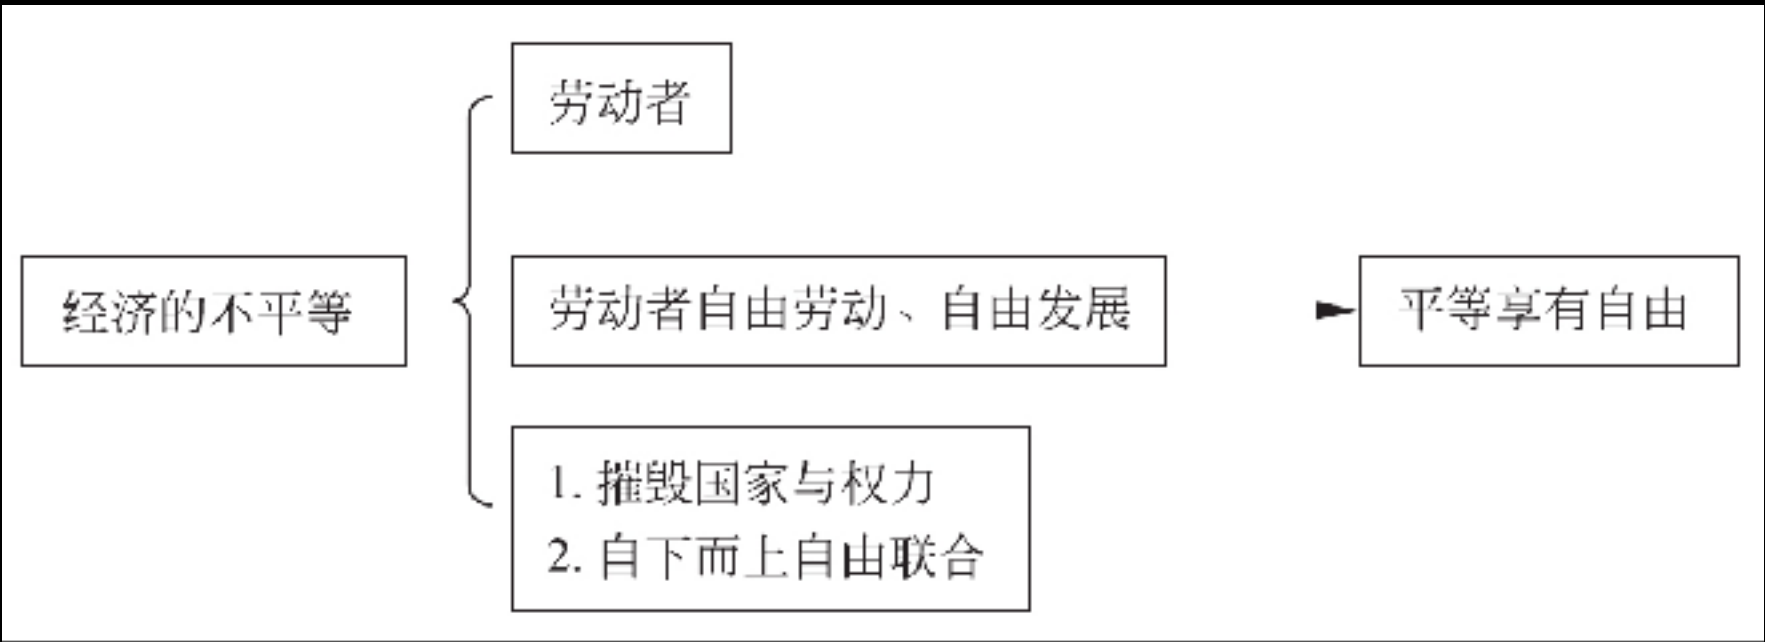 劳动者
经济的不平等
劳动者自由劳动、自由发展
平等享有自由
1. 摧毁国家与权力
2. 自下而上自由联合